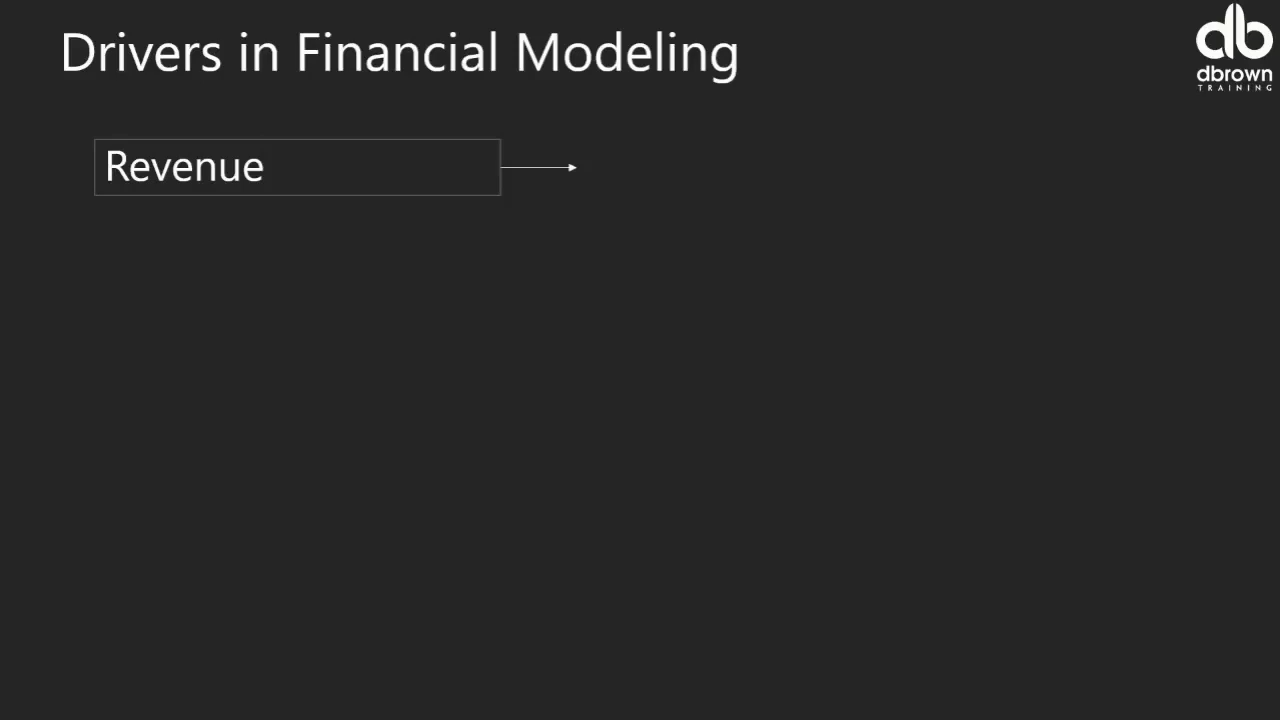 Drivers in Financial Modeling
db
dbrown
TRAINING
Revenue